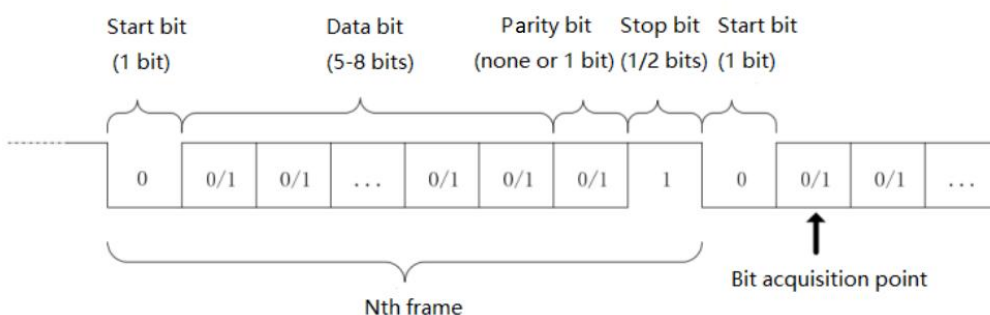 Start bit Data bit Parity bit Stop bit Start bit
(1 bit) (5-8 bits) (none or 1 bit) (1/2 bits) (1 bit)
0 0/1 0/1 ... 0/1 0/1 0/1 1 0 0/1 0/1 ...
Bit acquisition point
Nth frame